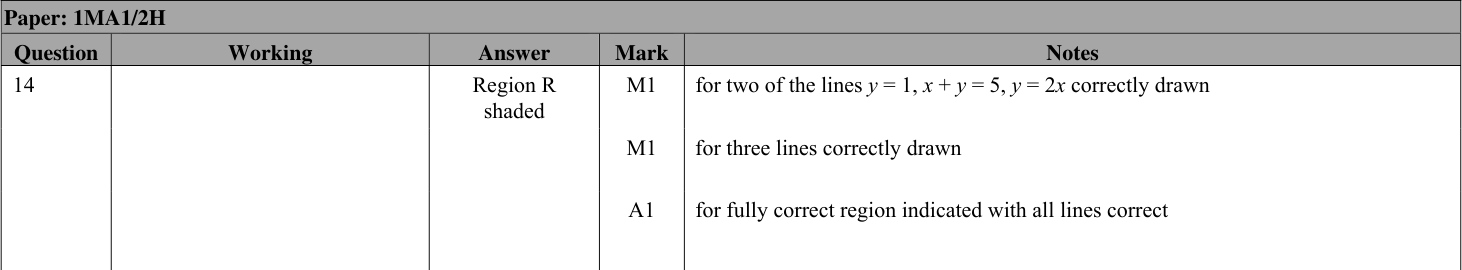 Paper: 1MA1/2H
Question Working Answer Mark Notes
14 Region R M1 for two of the lines y = 1, x + y = 5, y = 2x correctly drawn
shaded
M1 for three lines correctly drawn
A1 for fully correct region indicated with all lines correct